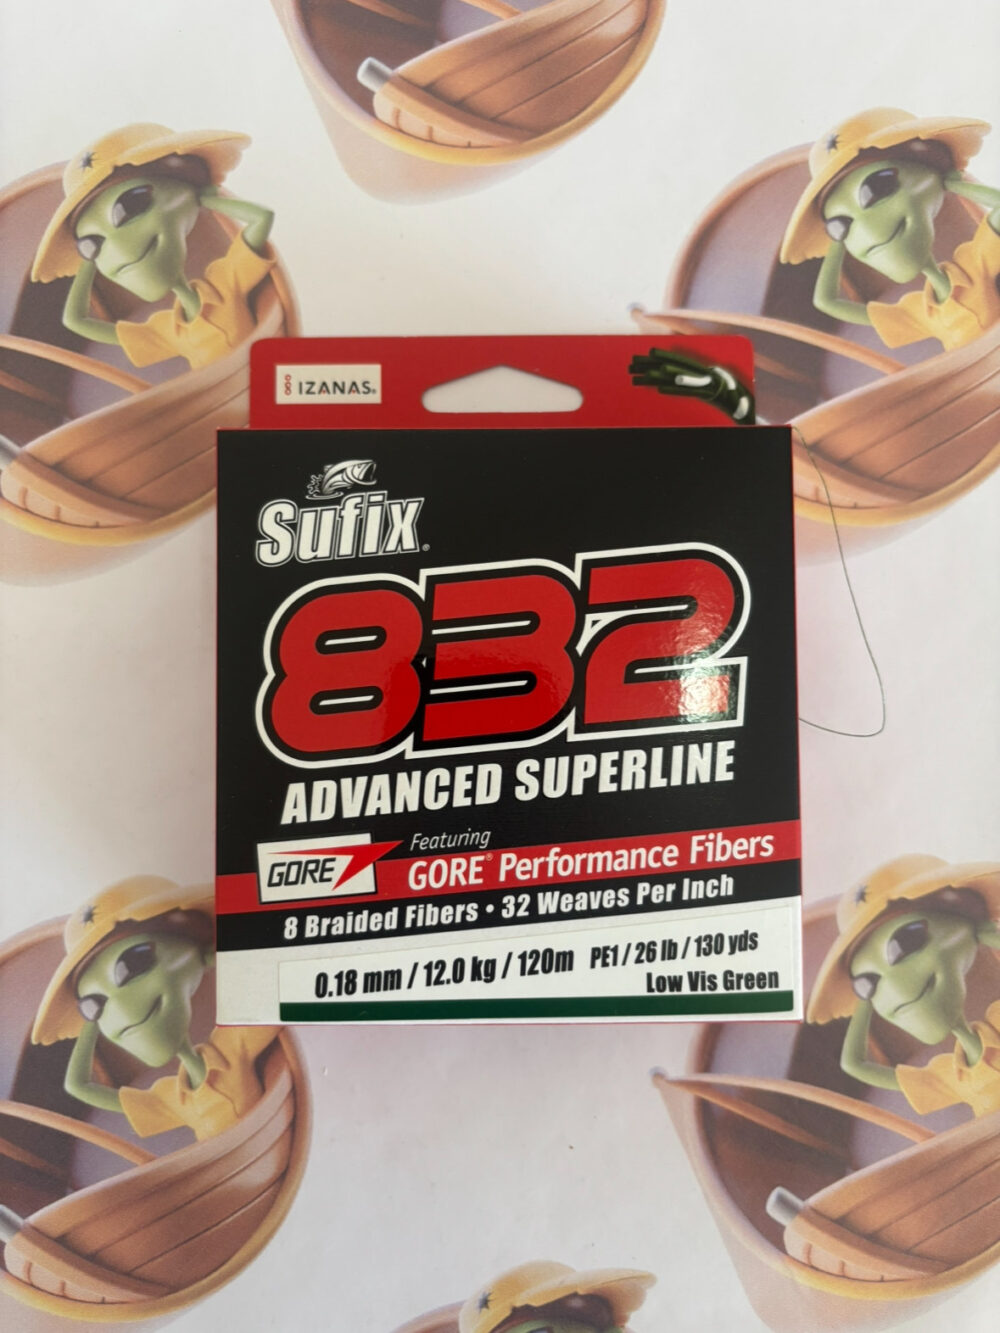 IZANAS®
Sufix®
832
ADVANCED SUPERLINE
GORE
Featuring
GORE® Performance Fibers
8 Braided Fibers • 32 Weaves Per Inch
0.18 mm / 12.0 kg / 120m PE1 / 26 lb / 130 yds
Low Vis Green